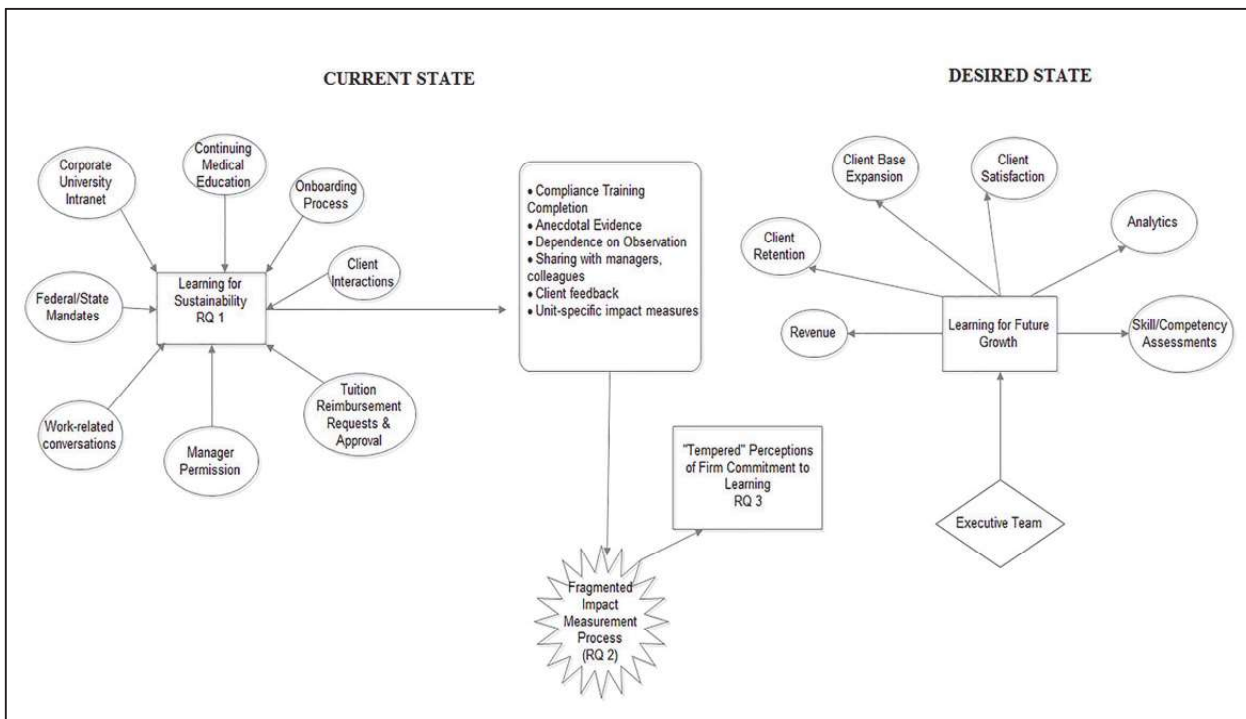 CURRENT STATE
DESIRED STATE
Corporate
University
Intranet
Continuing
Medical
Education
Onboarding
Process
Client
Interactions
Learning for
Sustainability
RQ 1
Federal/State
Mandates
Work-related
conversations
Manager
Permission
Tuition
Reimbursement
Requests &
Approval
● Compliance Training
Completion
● Anecdotal Evidence
● Dependence on Observation
● Sharing with managers,
colleagues
● Client feedback
● Unit-specific impact measures
"Tempered" Perceptions
of Firm Commitment to
Learning
RQ 3
Fragmented
Impact
Measurement
Process
(RQ 2)
Client Base
Expansion
Client
Satisfaction
Analytics
Client
Retention
Revenue
Learning for Future
Growth
Skill/Competency
Assessments
Executive Team